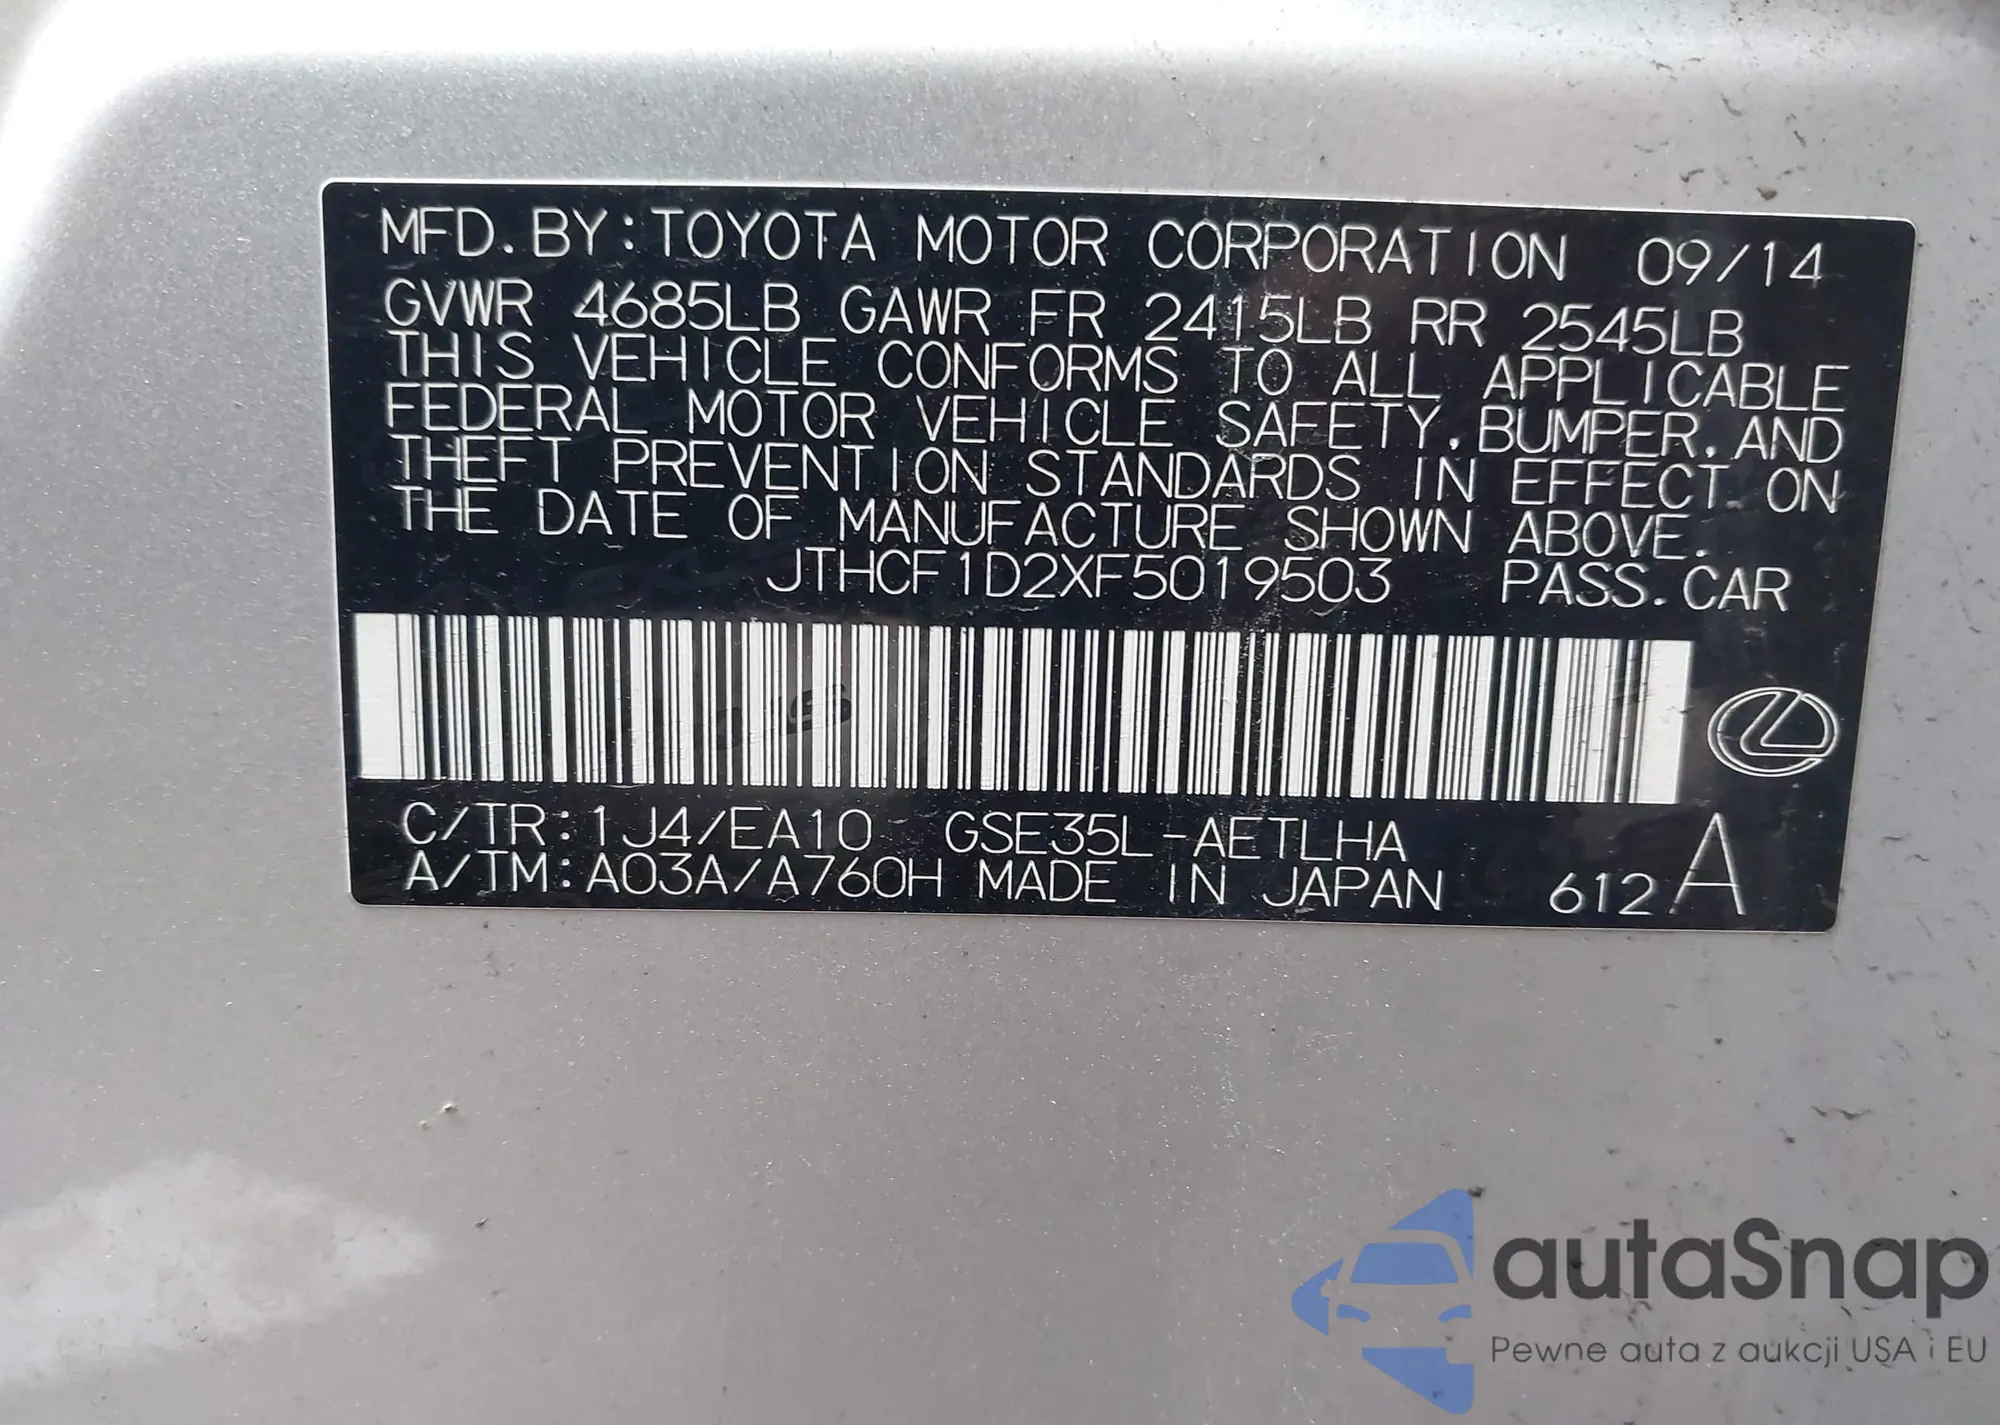 MFD. BY: TOYOTA MOTOR CORPORATION 09/14
GVWR 4685LB GAWR FR 2415LB RR 2545LB
THIS VEHICLE CONFORMS TO ALL APPLICABLE
FEDERAL MOTOR VEHICLE SAFETY, BUMPER, AND
THEFT PREVENTION STANDARDS IN EFFECT ON
THE DATE OF MANUFACTURE SHOWN ABOVE.
JTHCF1D2XF5019503 PASS. CAR
C/TR: 1J4/EA10 GSE35L-AETLHA
A/TM: A03A/A760H MADE IN JAPAN 612 A
autaSnap
Pewne auta z aukcji USA i EU